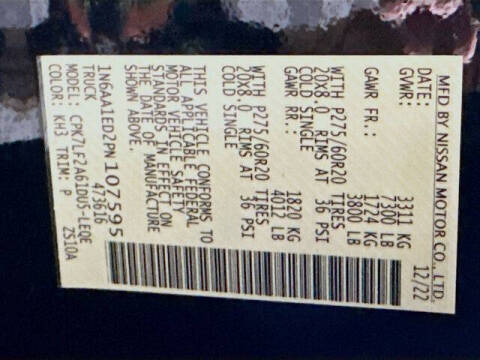 MFD BY NISSAN MOTOR CO., LTD.
DATE: 12/22
GVWR: 3311 KG
7300 LB
GAWR FR.: 1724 KG
3800 LB
WITH P275/60R20 TIRES
20X8.0 RIMS AT 36 PSI
COLD SINGLE
GAWR RR.: 1820 KG
4012 LB
WITH P275/60R20 TIRES
20X8.0 RIMS AT 36 PSI
COLD SINGLE
THIS VEHICLE CONFORMS TO
ALL APPLICABLE FEDERAL
MOTOR VEHICLE SAFETY
STANDARDS IN EFFECT ON
THE DATE OF MANUFACTURE
SHOWN ABOVE.
1N6AA1ED7PN107595
TRUCK 473616
MODEL: CPK7LF2A61DUS-LEQE
COLOR: KH3 TRIM: P ZS10A